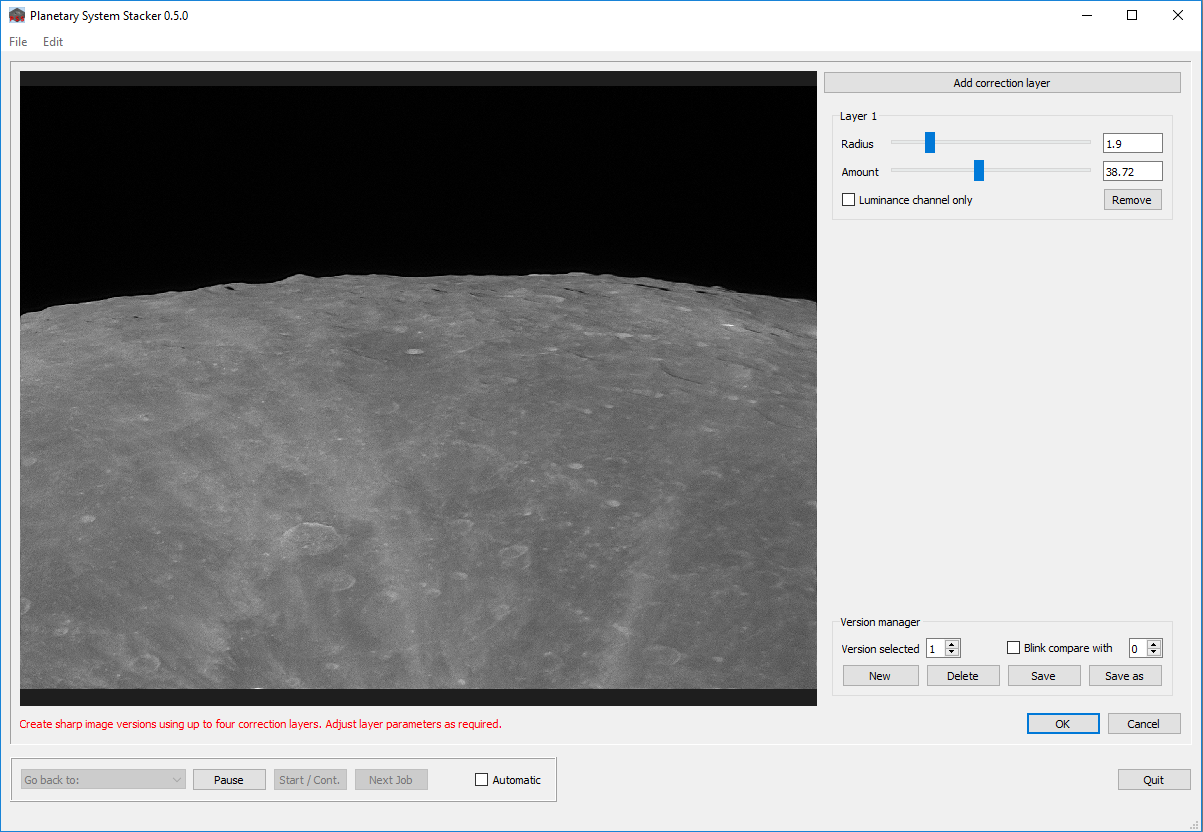 Planetary System Stacker 0.5.0
File Edit
Add correction layer
Layer 1
Radius 1.9
Amount 38.72
Luminance channel only Remove
Version manager
Version selected 1 Blink compare with 0
New Delete Save Save as
Create sharp image versions using up to four correction layers. Adjust layer parameters as required.
OK Cancel
Go back to: Pause Start / Cont. Next Job Automatic Quit